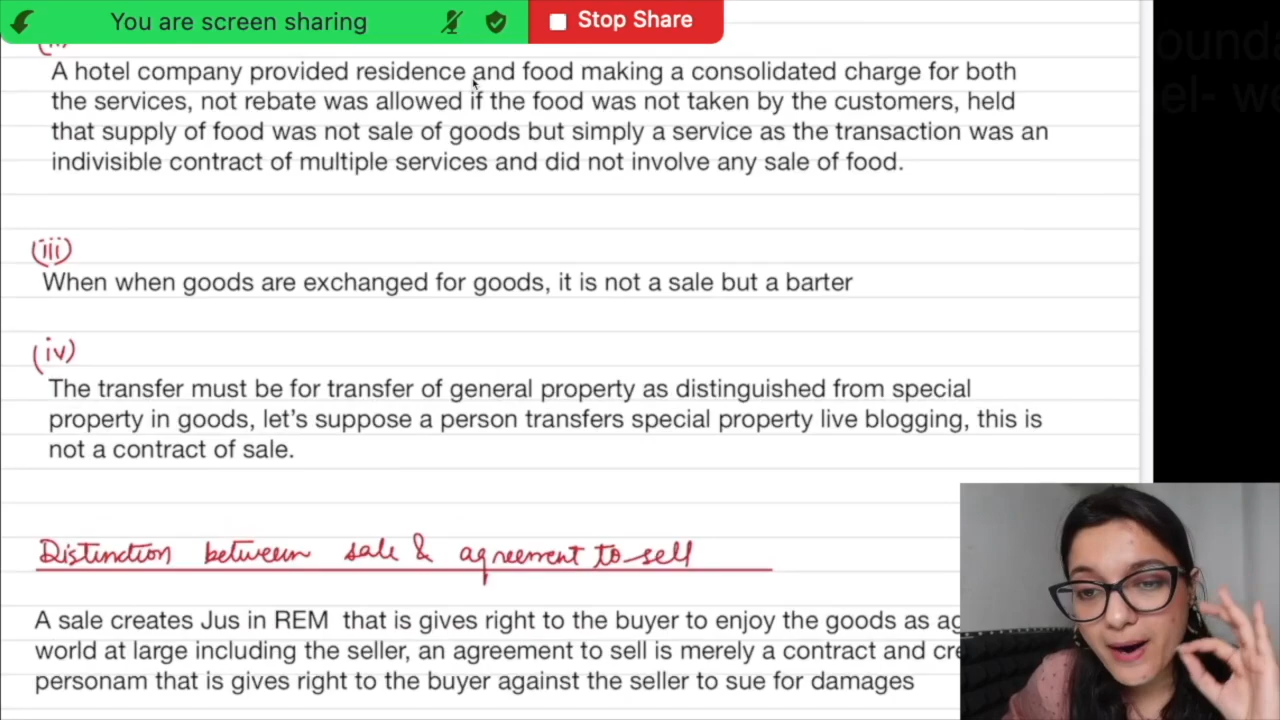 You are screen sharing
Stop Share
A hotel company provided residence and food making a consolidated charge for both
the services, not rebate was allowed if the food was not taken by the customers, held
that supply of food was not sale of goods but simply a service as the transaction was an
indivisible contract of multiple services and did not involve any sale of food.
(iii)
When when goods are exchanged for goods, it is not a sale but a barter
(iv)
The transfer must be for transfer of general property as distinguished from special
property in goods, let's suppose a person transfers special property live blogging, this is
not a contract of sale.
Distinction between sale & agreement to sell
A sale creates Jus in REM that is gives right to the buyer to enjoy the goods as
world at large including the seller, an agreement to sell is merely a contract and
personam that is gives right to the buyer against the seller to sue for damages